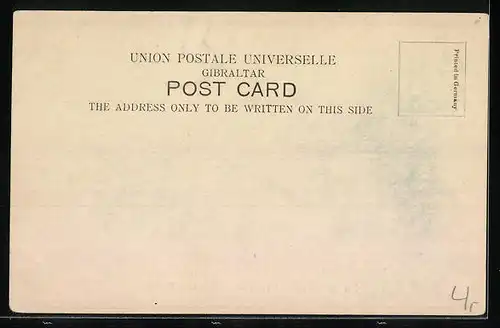 UNION POSTALE UNIVERSELLE
GIBRALTAR
POST CARD
THE ADDRESS ONLY TO BE WRITTEN ON THIS SIDE
Printed in Germany
4r